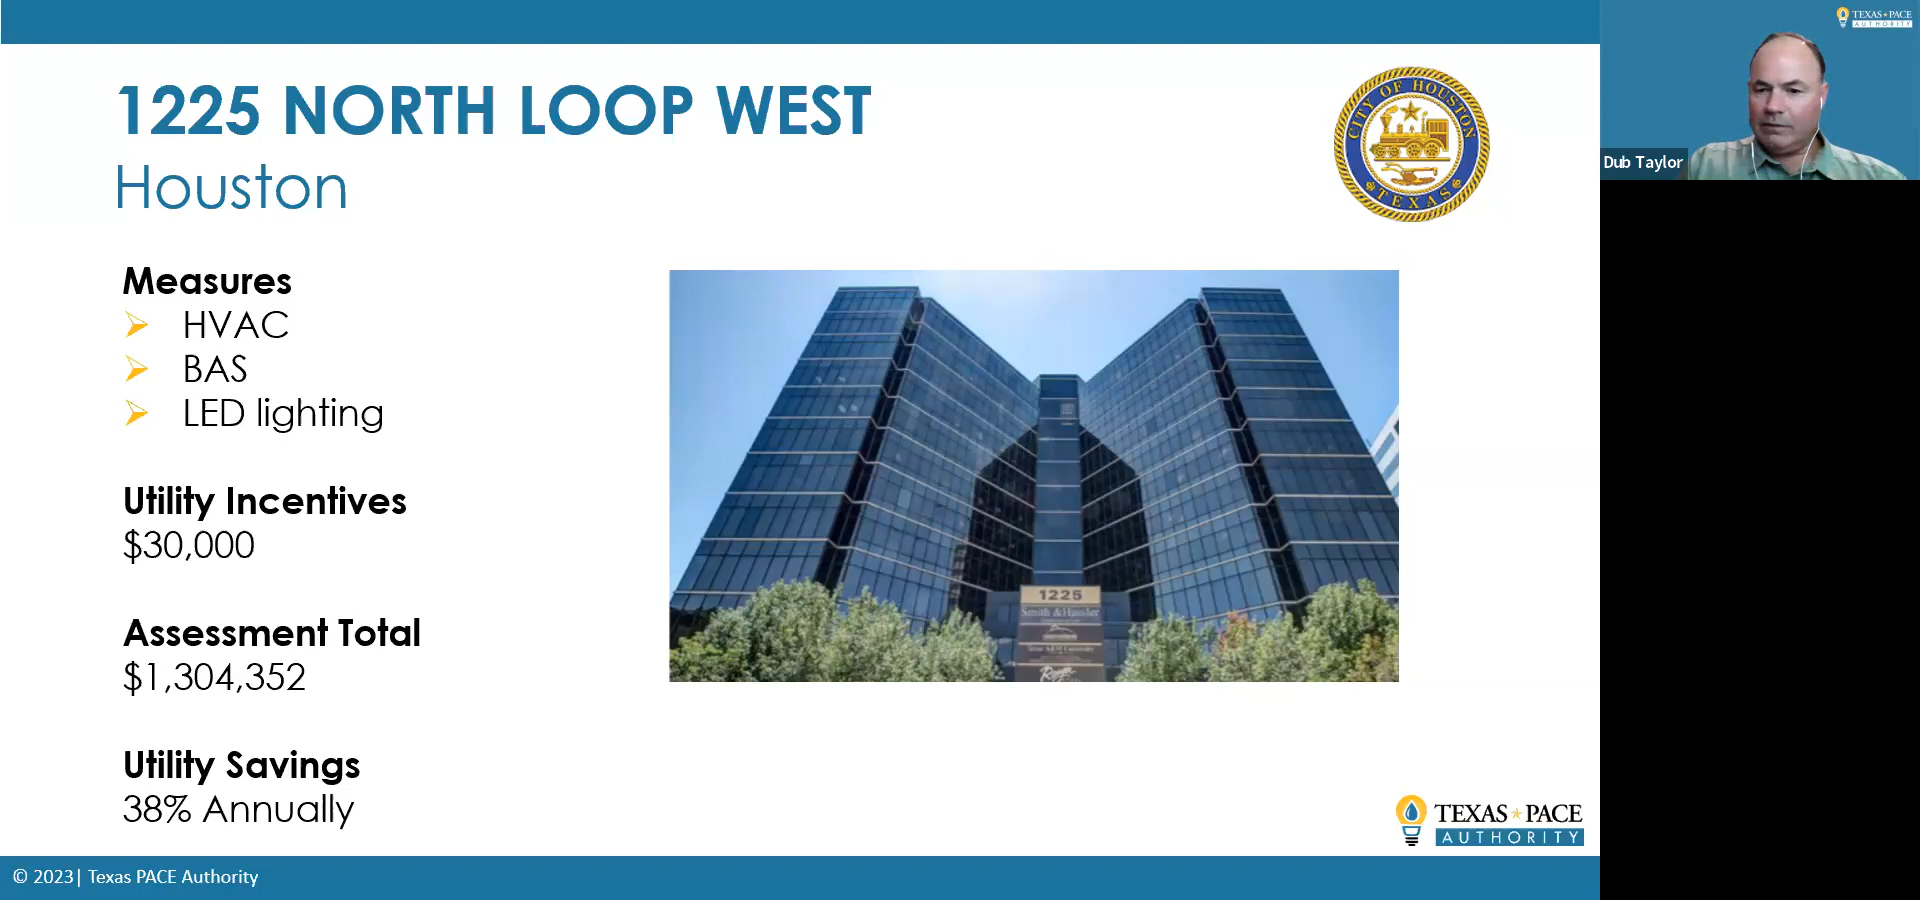 1225 NORTH LOOP WEST
Houston
CITY OF HOUSTON
TEXAS
Measures
HVAC
BAS
LED lighting
Utility Incentives
$30,000
Assessment Total
$1,304,352
Utility Savings
38% Annually
1225
Texas A&M University
TEXAS PACE
AUTHORITY
© 2023| Texas PACE Authority
TEXAS PACE
AUTHORITY
Dub Taylor